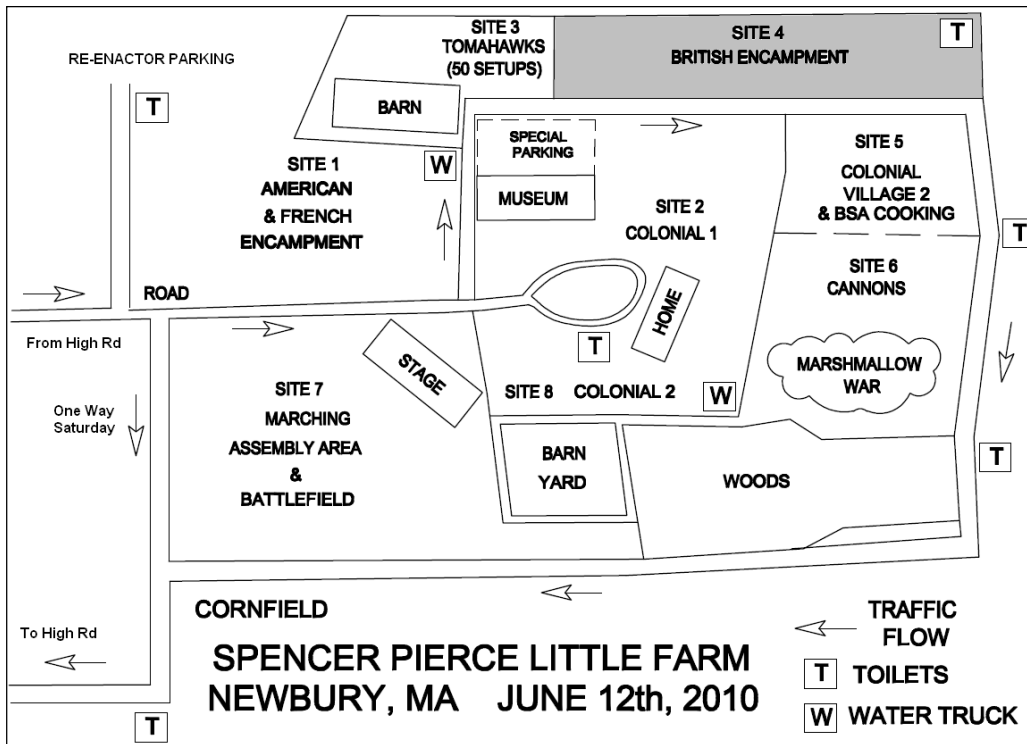 RE-ENACTOR PARKING
T
SITE 3
TOMAHAWKS
(50 SETUPS)
BARN
SITE 4
BRITISH ENCAMPMENT
T
SITE 1
AMERICAN
& FRENCH
ENCAMPMENT
W
SPECIAL
PARKING
MUSEUM
SITE 2
COLONIAL 1
SITE 5
COLONIAL
VILLAGE 2
& BSA COOKING
T
SITE 6
CANNONS
ROAD
From High Rd
HOME
T
STAGE
MARSHMALLOW
WAR
SITE 7
MARCHING
ASSEMBLY AREA
&
BATTLEFIELD
SITE 8 COLONIAL 2
W
One Way
Saturday
BARN
YARD
WOODS
T
To High Rd
T
CORNFIELD
SPENCER PIERCE LITTLE FARM
NEWBURY, MA JUNE 12th, 2010
TRAFFIC
FLOW
T TOILETS
W WATER TRUCK